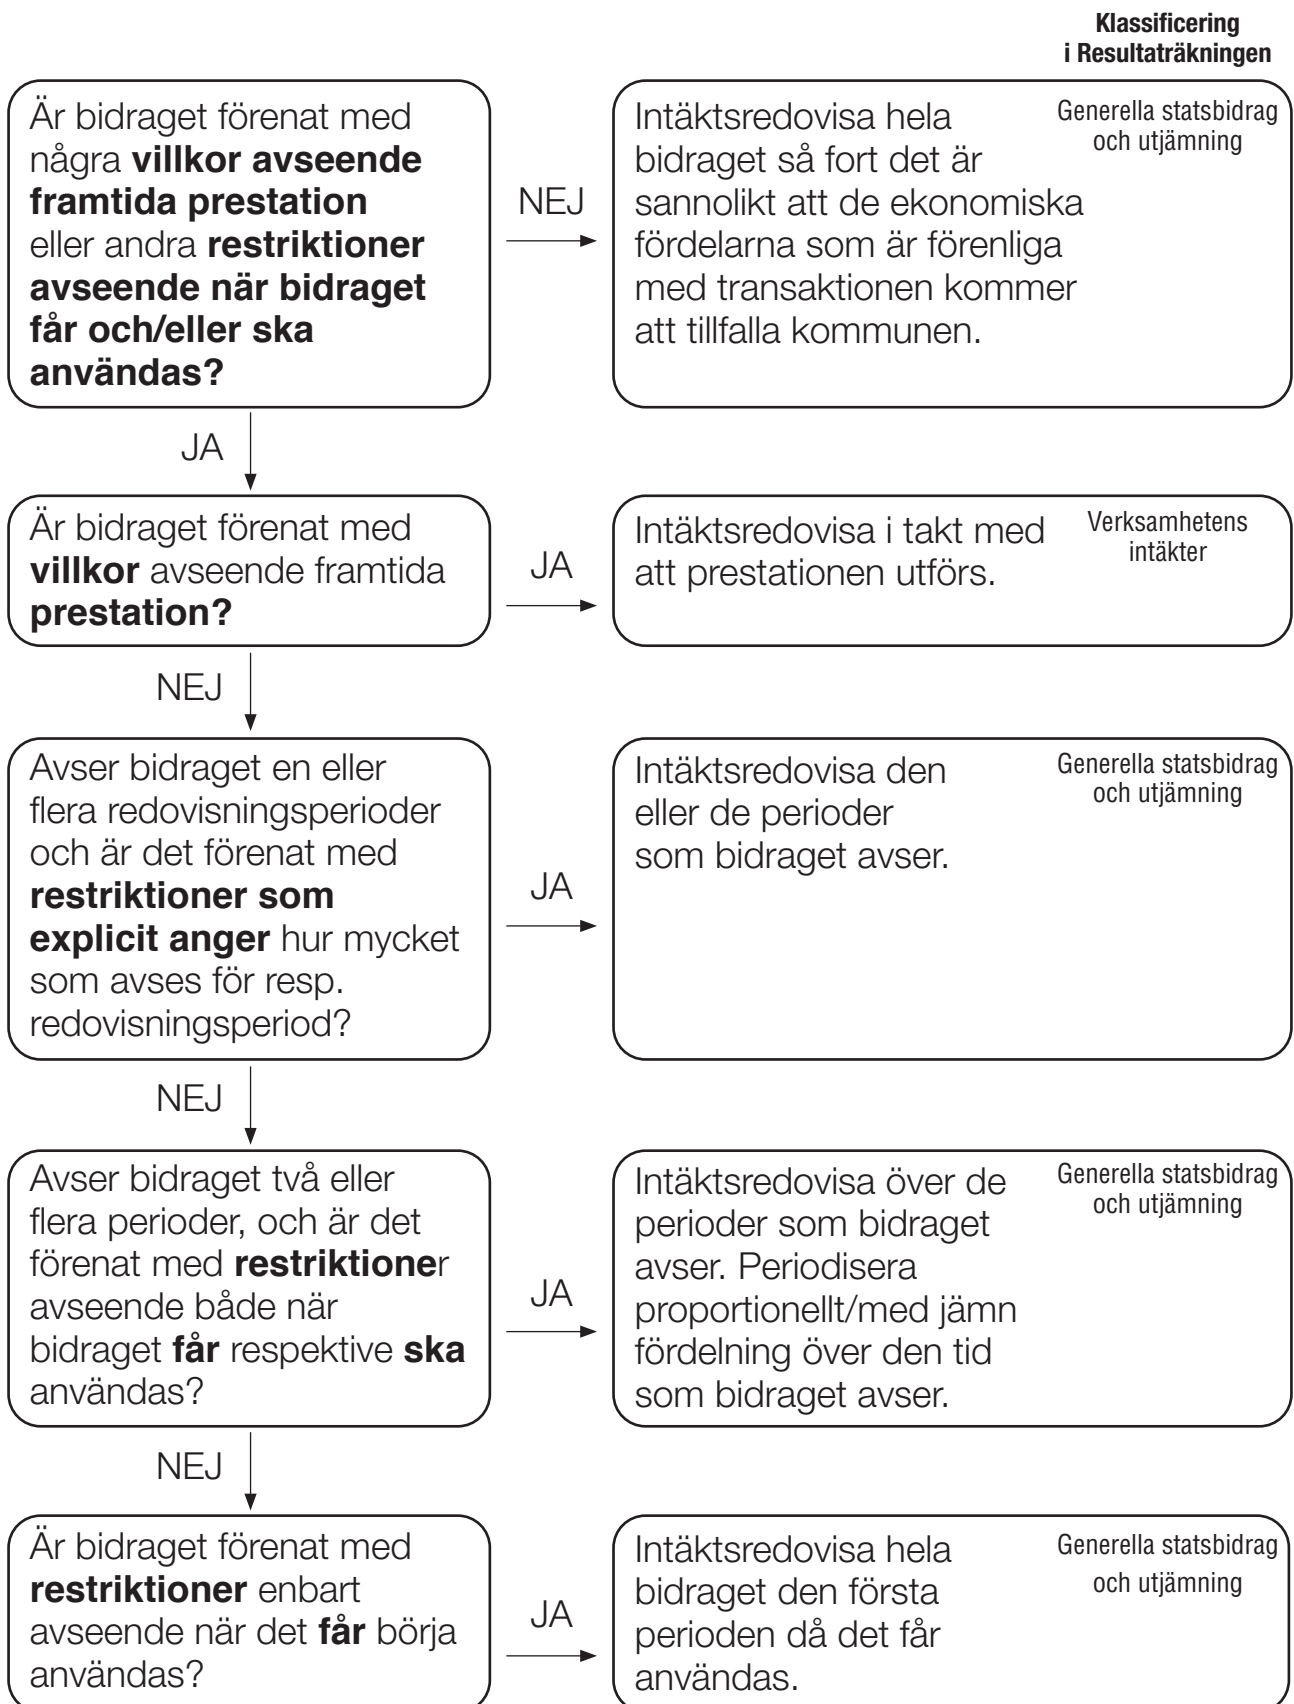 Klassificering
i Resultaträkningen
Är bidraget förenat med
några villkor avseende
framtida prestation
eller andra restriktioner
avseende när bidraget
får och/eller ska
användas?
NEJ
Intäktsredovisa hela
bidraget så fort det är
sannolikt att de ekonomiska
fördelarna som är förenliga
med transaktionen kommer
att tillfalla kommunen.
Generella statsbidrag
och utjämning
JA
Är bidraget förenat med
villkor avseende framtida
prestation?
JA
Intäktsredovisa i takt med
att prestationen utförs.
Verksamhetens
intäkter
NEJ
Avser bidraget en eller
flera redovisningsperioder
och är det förenat med
restriktioner som
explicit anger hur mycket
som avses för resp.
redovisningsperiod?
JA
Intäktsredovisa den
eller de perioder
som bidraget avser.
Generella statsbidrag
och utjämning
NEJ
Avser bidraget två eller
flera perioder, och är det
förenat med restriktioner
avseende både när
bidraget får respektive ska
användas?
JA
Intäktsredovisa över de
perioder som bidraget
avser. Periodisera
proportionellt/med jämn
fördelning över den tid
som bidraget avser.
Generella statsbidrag
och utjämning
NEJ
Är bidraget förenat med
restriktioner enbart
avseende när det får börja
användas?
JA
Intäktsredovisa hela
bidraget den första
perioden då det får
användas.
Generella statsbidrag
och utjämning